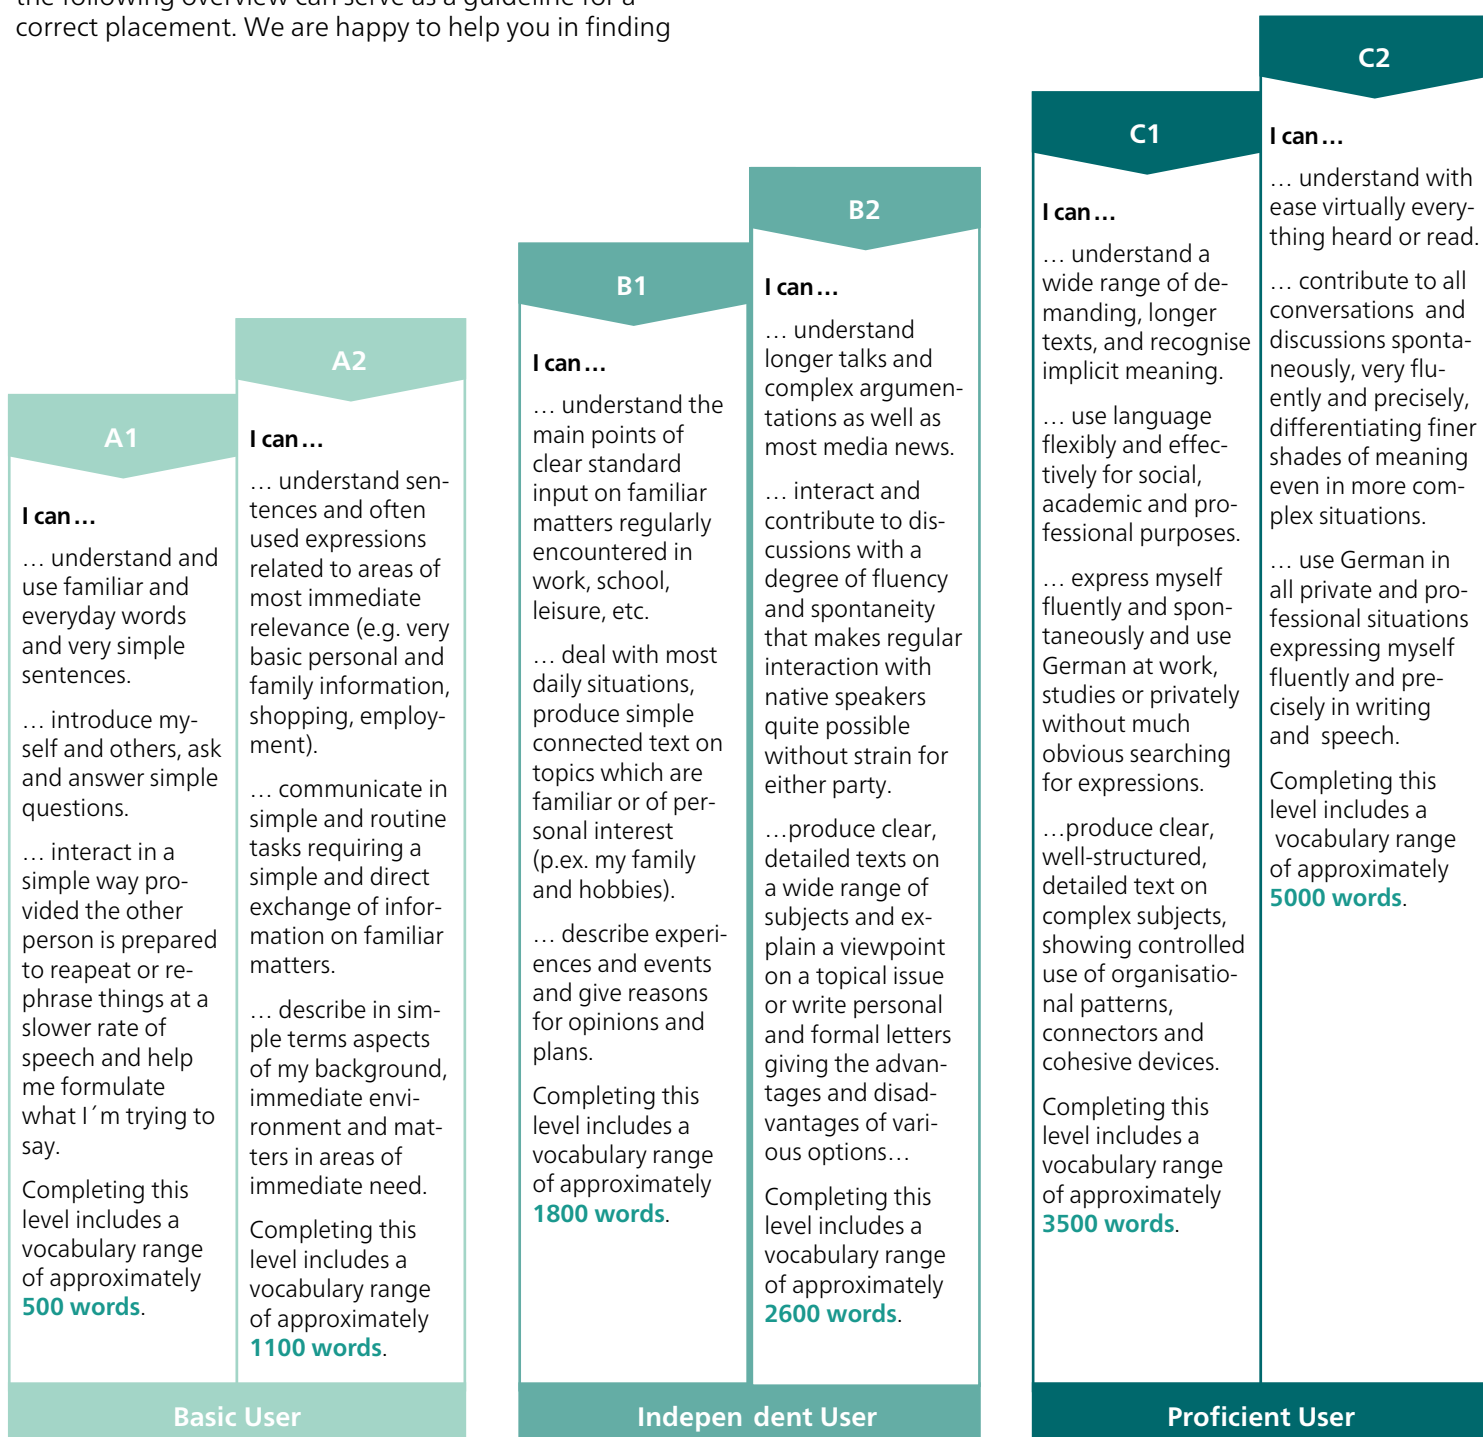 the following overview can serve as a guideline for a
correct placement. We are happy to help you in finding
A1
I can…
… understand and
use familiar and
everyday words
and very simple
sentences.
… introduce my-
self and others, ask
and answer simple
questions.
… interact in a
simple way pro-
vided the other
person is prepared
to reapeat or re-
phrase things at a
slower rate of
speech and help
me formulate
what I´m trying to
say.
Completing this
level includes a
vocabulary range
of approximately
500 words.
A2
I can…
… understand sen-
tences and often
used expressions
related to areas of
most immediate
relevance (e.g. very
basic personal and
family information,
shopping, employ-
ment).
… communicate in
simple and routine
tasks requiring a
simple and direct
exchange of infor-
mation on familiar
matters.
… describe in sim-
ple terms aspects
of my background,
immediate envi-
ronment and mat-
ters in areas of
immediate need.
Completing this
level includes a
vocabulary range
of approximately
1100 words.
Basic User
B1
I can…
… understand the
main points of
clear standard
input on familiar
matters regularly
encountered in
work, school,
leisure, etc.
… deal with most
daily situations,
produce simple
connected text on
topics which are
familiar or of per-
sonal interest
(p.ex. my family
and hobbies).
… describe experi-
ences and events
and give reasons
for opinions and
plans.
Completing this
level includes a
vocabulary range
of approximately
1800 words.
B2
I can…
… understand
longer talks and
complex argumen-
tations as well as
most media news.
… interact and
contribute to dis-
cussions with a
degree of fluency
and spontaneity
that makes regular
interaction with
native speakers
quite possible
without strain for
either party.
…produce clear,
detailed texts on
a wide range of
subjects and ex-
plain a viewpoint
on a topical issue
or write personal
and formal letters
giving the advan-
tages and disad-
vantages of vari-
ous options…
Completing this
level includes a
vocabulary range
of approximately
2600 words.
Indepen dent User
C1
I can…
… understand a
wide range of de-
manding, longer
texts, and recognise
implicit meaning.
… use language
flexibly and effec-
tively for social,
academic and pro-
fessional purposes.
… express myself
fluently and spon-
taneously and use
German at work,
studies or privately
without much
obvious searching
for expressions.
…produce clear,
well-structured,
detailed text on
complex subjects,
showing controlled
use of organisatio-
nal patterns,
connectors and
cohesive devices.
Completing this
level includes a
vocabulary range
of approximately
3500 words.
C2
I can…
… understand with
ease virtually every-
thing heard or read.
… contribute to all
conversations and
discussions sponta-
neously, very flu-
ently and precisely,
differentiating finer
shades of meaning
even in more com-
plex situations.
… use German in
all private and pro-
fessional situations
expressing myself
fluently and pre-
cisely in writing
and speech.
Completing this
level includes a
vocabulary range
of approximately
5000 words.
Proficient User